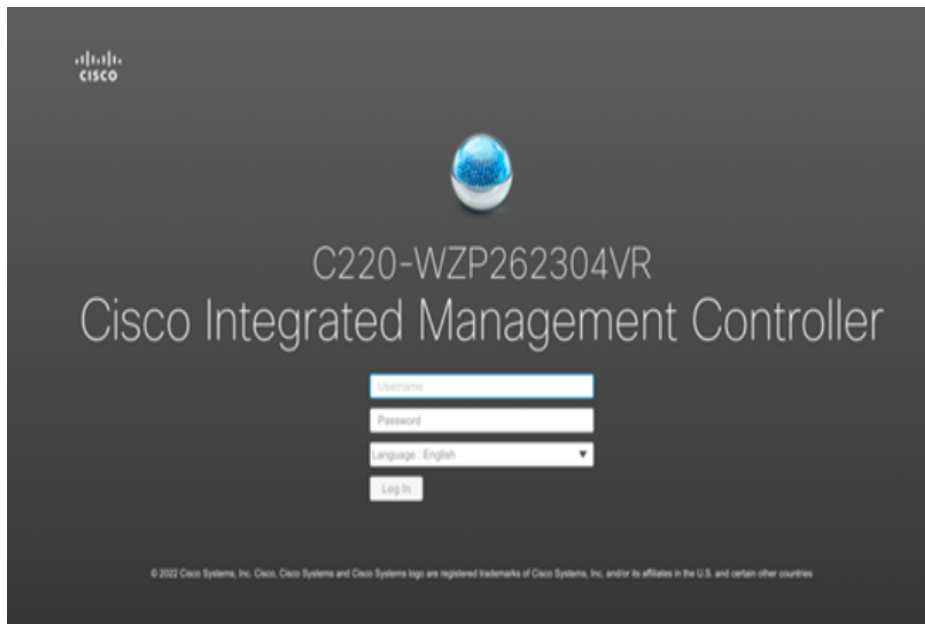 CISCO
C220-WZP262304VR
Cisco Integrated Management Controller
Username
Password
Language : English
Log In
© 2022 Cisco Systems, Inc. Cisco, Cisco Systems and Cisco Systems logo are registered trademarks of Cisco Systems, Inc. and/or its affiliates in the U.S. and certain other countries